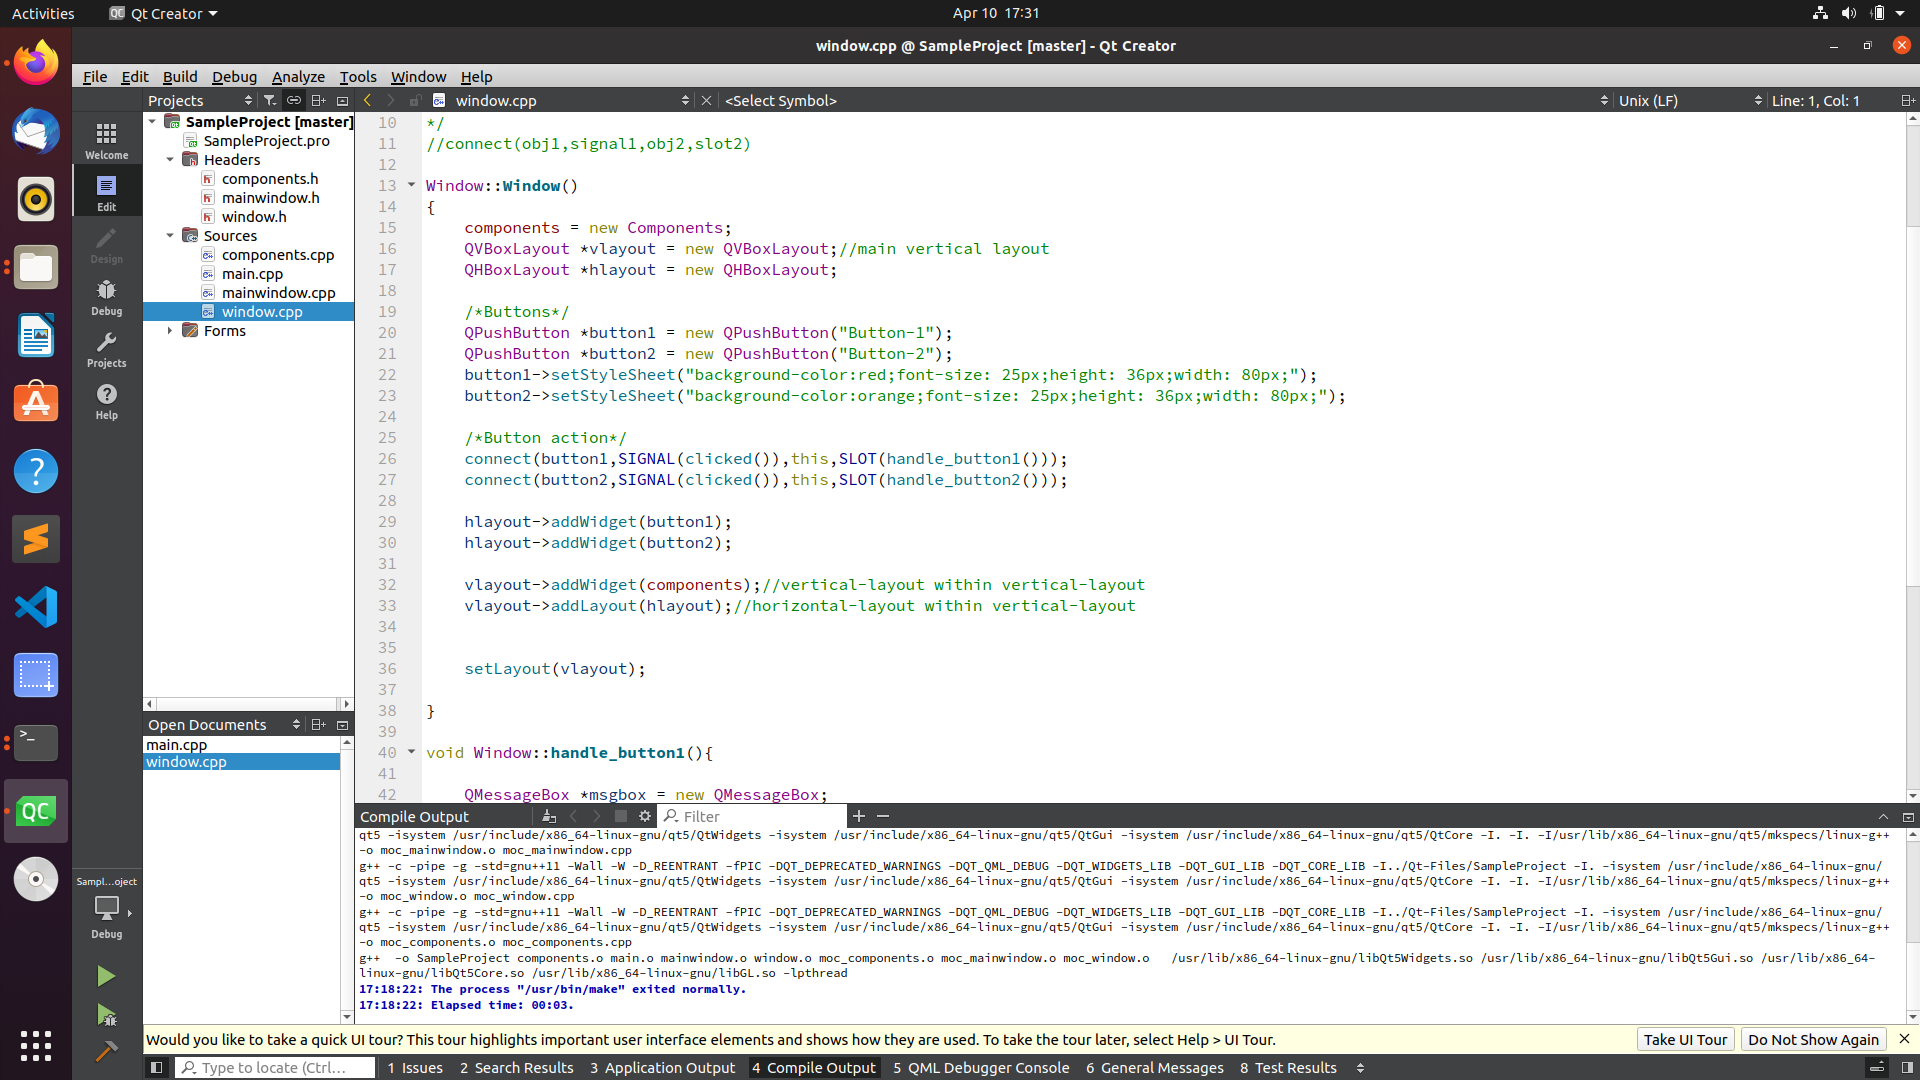 Activities
Qt Creator
Apr 10 17:31
window.cpp @ SampleProject [master] - Qt Creator
File Edit Build Debug Analyze Tools Window Help
Projects
window.cpp
<Select Symbol>
Unix (LF)
Line: 1, Col: 1
Welcome
Edit
Design
Debug
Projects
Help
SampleProject [master]
SampleProject.pro
Headers
components.h
mainwindow.h
window.h
Sources
components.cpp
main.cpp
mainwindow.cpp
window.cpp
Forms
Open Documents
main.cpp
window.cpp
10 */
11 //connect(obj1,signal1,obj2,slot2)
12
13 Window::Window()
14 {
15 components = new Components;
16 QVBoxLayout *vlayout = new QVBoxLayout;//main vertical layout
17 QHBoxLayout *hlayout = new QHBoxLayout;
18
19 /*Buttons*/
20 QPushButton *button1 = new QPushButton("Button-1");
21 QPushButton *button2 = new QPushButton("Button-2");
22 button1->setStyleSheet("background-color:red;font-size: 25px;height: 36px;width: 80px;");
23 button2->setStyleSheet("background-color:orange;font-size: 25px;height: 36px;width: 80px;");
24
25 /*Button action*/
26 connect(button1,SIGNAL(clicked()),this,SLOT(handle_button1()));
27 connect(button2,SIGNAL(clicked()),this,SLOT(handle_button2()));
28
29 hlayout->addWidget(button1);
30 hlayout->addWidget(button2);
31
32 vlayout->addWidget(components);//vertical-layout within vertical-layout
33 vlayout->addLayout(hlayout);//horizontal-layout within vertical-layout
34
35
36 setLayout(vlayout);
37
38 }
39
40 void Window::handle_button1(){
41
42 QMessageBox *msgbox = new QMessageBox;
Compile Output
Filter
qt5 -isystem /usr/include/x86_64-linux-gnu/qt5/QtWidgets -isystem /usr/include/x86_64-linux-gnu/qt5/QtGui -isystem /usr/include/x86_64-linux-gnu/qt5/QtCore -I. -I. -I/usr/lib/x86_64-linux-gnu/qt5/mkspecs/linux-g++
-o moc_mainwindow.o moc_mainwindow.cpp
g++ -c -pipe -g -std=gnu++11 -Wall -W -D_REENTRANT -fPIC -DQT_DEPRECATED_WARNINGS -DQT_QML_DEBUG -DQT_WIDGETS_LIB -DQT_GUI_LIB -DQT_CORE_LIB -I../Qt-Files/SampleProject -I. -isystem /usr/include/x86_64-linux-gnu/
qt5 -isystem /usr/include/x86_64-linux-gnu/qt5/QtWidgets -isystem /usr/include/x86_64-linux-gnu/qt5/QtGui -isystem /usr/include/x86_64-linux-gnu/qt5/QtCore -I. -I. -I/usr/lib/x86_64-linux-gnu/qt5/mkspecs/linux-g++
-o moc_window.o moc_window.cpp
g++ -c -pipe -g -std=gnu++11 -Wall -W -D_REENTRANT -fPIC -DQT_DEPRECATED_WARNINGS -DQT_QML_DEBUG -DQT_WIDGETS_LIB -DQT_GUI_LIB -DQT_CORE_LIB -I../Qt-Files/SampleProject -I. -isystem /usr/include/x86_64-linux-gnu/
qt5 -isystem /usr/include/x86_64-linux-gnu/qt5/QtWidgets -isystem /usr/include/x86_64-linux-gnu/qt5/QtGui -isystem /usr/include/x86_64-linux-gnu/qt5/QtCore -I. -I. -I/usr/lib/x86_64-linux-gnu/qt5/mkspecs/linux-g++
-o moc_components.o moc_components.cpp
g++ -o SampleProject components.o main.o mainwindow.o window.o moc_components.o moc_mainwindow.o moc_window.o /usr/lib/x86_64-linux-gnu/libQt5Widgets.so /usr/lib/x86_64-linux-gnu/libQt5Gui.so /usr/lib/x86_64-
linux-gnu/libQt5Core.so /usr/lib/x86_64-linux-gnu/libGL.so -lpthread
17:18:22: The process "/usr/bin/make" exited normally.
17:18:22: Elapsed time: 00:03.
Sampl...oject
Debug
Would you like to take a quick UI tour? This tour highlights important user interface elements and shows how they are used. To take the tour later, select Help > UI Tour.
Take UI Tour
Do Not Show Again
Type to locate (Ctrl...
1 Issues
2 Search Results
3 Application Output
4 Compile Output
5 QML Debugger Console
6 General Messages
8 Test Results